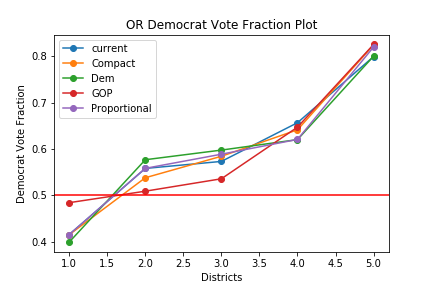 OR Democrat Vote Fraction Plot
current
Compact
Dem
GOP
Proportional
Democrat Vote Fraction
0.8
0.7
0.6
0.5
0.4
1.0 1.5 2.0 2.5 3.0 3.5 4.0 4.5 5.0
Districts